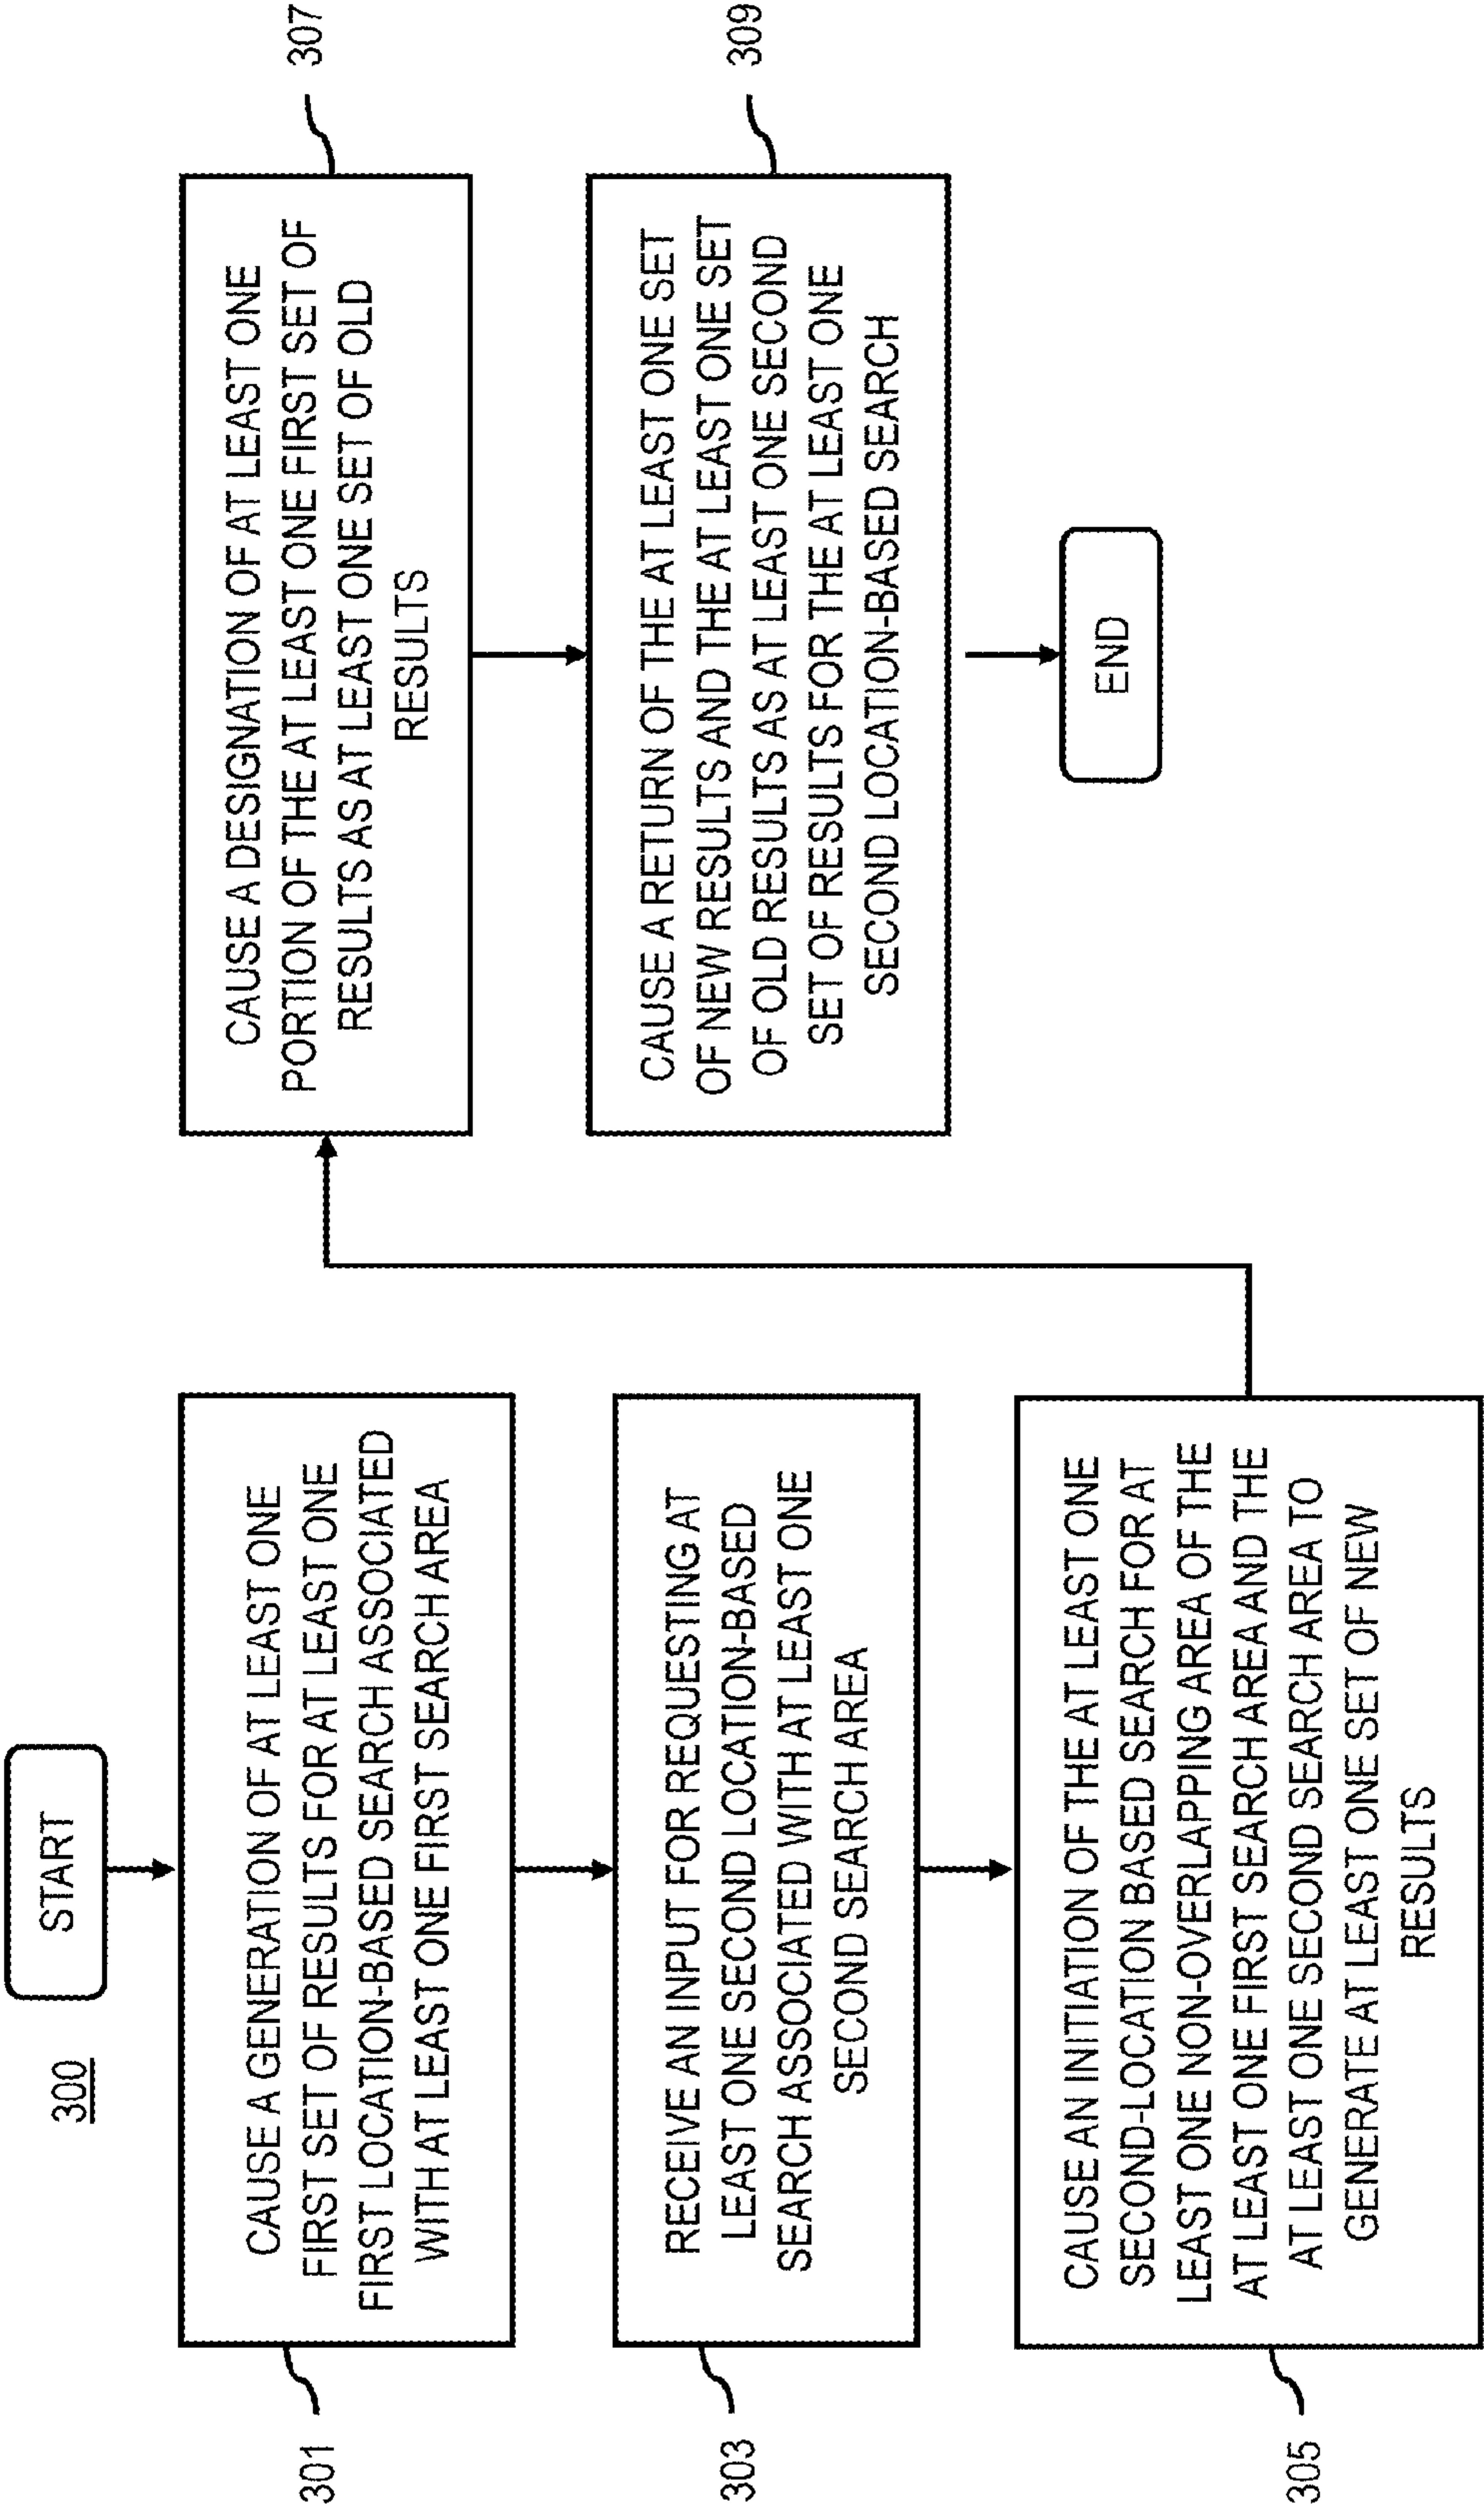 300
START
301
CAUSE A GENERATION OF AT LEAST ONE
FIRST SET OF RESULTS FOR AT LEAST ONE
FIRST LOCATION-BASED SEARCH ASSOCIATED
WITH AT LEAST ONE FIRST SEARCH AREA
303
RECEIVE AN INPUT FOR REQUESTING AT
LEAST ONE SECOND LOCATION-BASED
SEARCH ASSOCIATED WITH AT LEAST ONE
SECOND SEARCH AREA
305
CAUSE AN INITIATION OF THE AT LEAST ONE
SECOND-LOCATION BASED SEARCH FOR AT
LEAST ONE NON-OVERLAPPING AREA OF THE
AT LEAST ONE FIRST SEARCH AREA AND THE
AT LEAST ONE SECOND SEARCH AREA TO
GENERATE AT LEAST ONE SET OF NEW
RESULTS
307
CAUSE A DESIGNATION OF AT LEAST ONE
PORTION OF THE AT LEAST ONE FIRST SET OF
RESULTS AS AT LEAST ONE SET OF OLD
RESULTS
309
CAUSE A RETURN OF THE AT LEAST ONE SET
OF NEW RESULTS AND THE AT LEAST ONE SET
OF OLD RESULTS AS AT LEAST ONE SECOND
SET OF RESULTS FOR THE AT LEAST ONE
SECOND LOCATION-BASED SEARCH
END